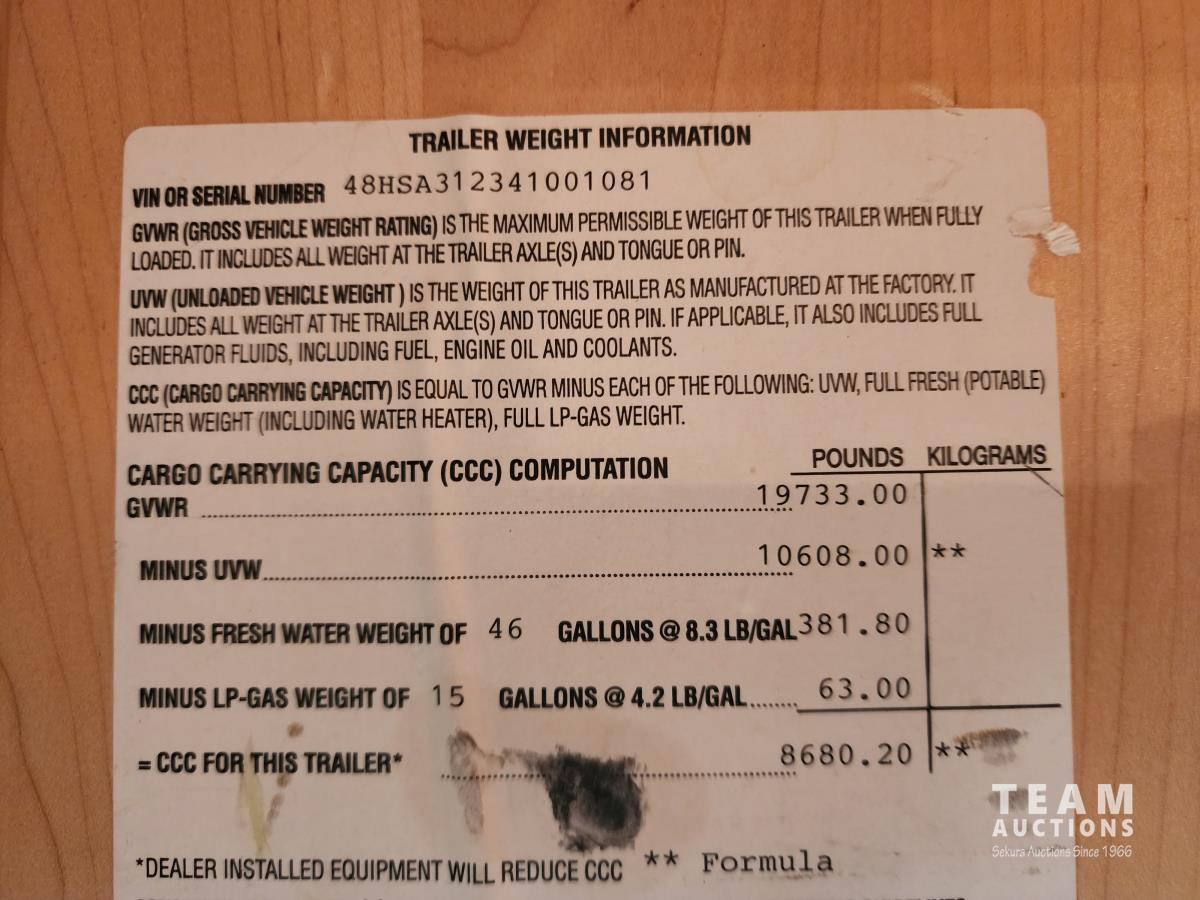 TRAILER WEIGHT INFORMATION
VIN OR SERIAL NUMBER 48HSA312341001081
GVWR (GROSS VEHICLE WEIGHT RATING) IS THE MAXIMUM PERMISSIBLE WEIGHT OF THIS TRAILER WHEN FULLY
LOADED. IT INCLUDES ALL WEIGHT AT THE TRAILER AXLE(S) AND TONGUE OR PIN.
UVW (UNLOADED VEHICLE WEIGHT ) IS THE WEIGHT OF THIS TRAILER AS MANUFACTURED AT THE FACTORY. IT
INCLUDES ALL WEIGHT AT THE TRAILER AXLE(S) AND TONGUE OR PIN. IF APPLICABLE, IT ALSO INCLUDES FULL
GENERATOR FLUIDS, INCLUDING FUEL, ENGINE OIL AND COOLANTS.
CCC (CARGO CARRYING CAPACITY) IS EQUAL TO GVWR MINUS EACH OF THE FOLLOWING: UVW, FULL FRESH (POTABLE)
WATER WEIGHT (INCLUDING WATER HEATER), FULL LP-GAS WEIGHT.
CARGO CARRYING CAPACITY (CCC) COMPUTATION POUNDS KILOGRAMS
GVWR 19733.00
MINUS UVW 10608.00 **
MINUS FRESH WATER WEIGHT OF 46 GALLONS @ 8.3 LB/GAL 381.80
MINUS LP-GAS WEIGHT OF 15 GALLONS @ 4.2 LB/GAL 63.00
= CCC FOR THIS TRAILER* 8680.20 **
*DEALER INSTALLED EQUIPMENT WILL REDUCE CCC ** Formula
TEAM
AUCTIONS
Sekura Auctions Since 1966